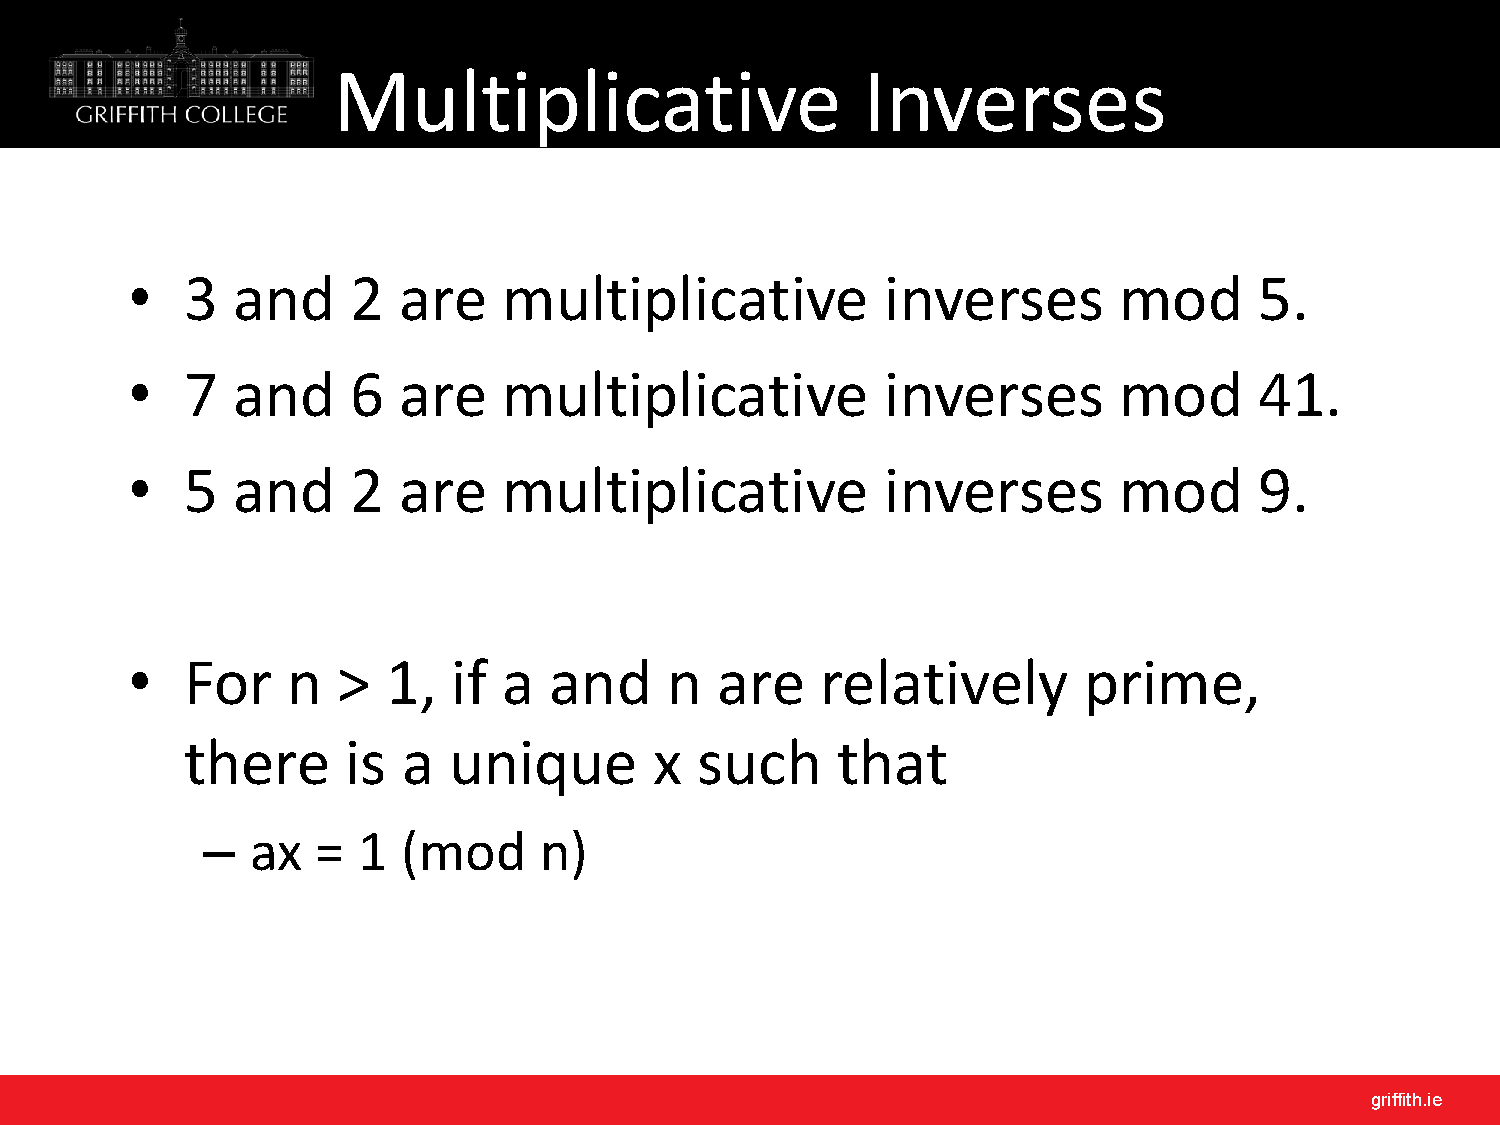 GRIFFITH COLLEGE
Multiplicative Inverses
• 3 and 2 are multiplicative inverses mod 5.
• 7 and 6 are multiplicative inverses mod 41.
• 5 and 2 are multiplicative inverses mod 9.
• For n > 1, if a and n are relatively prime,
there is a unique x such that
– ax = 1 (mod n)
griffith.ie